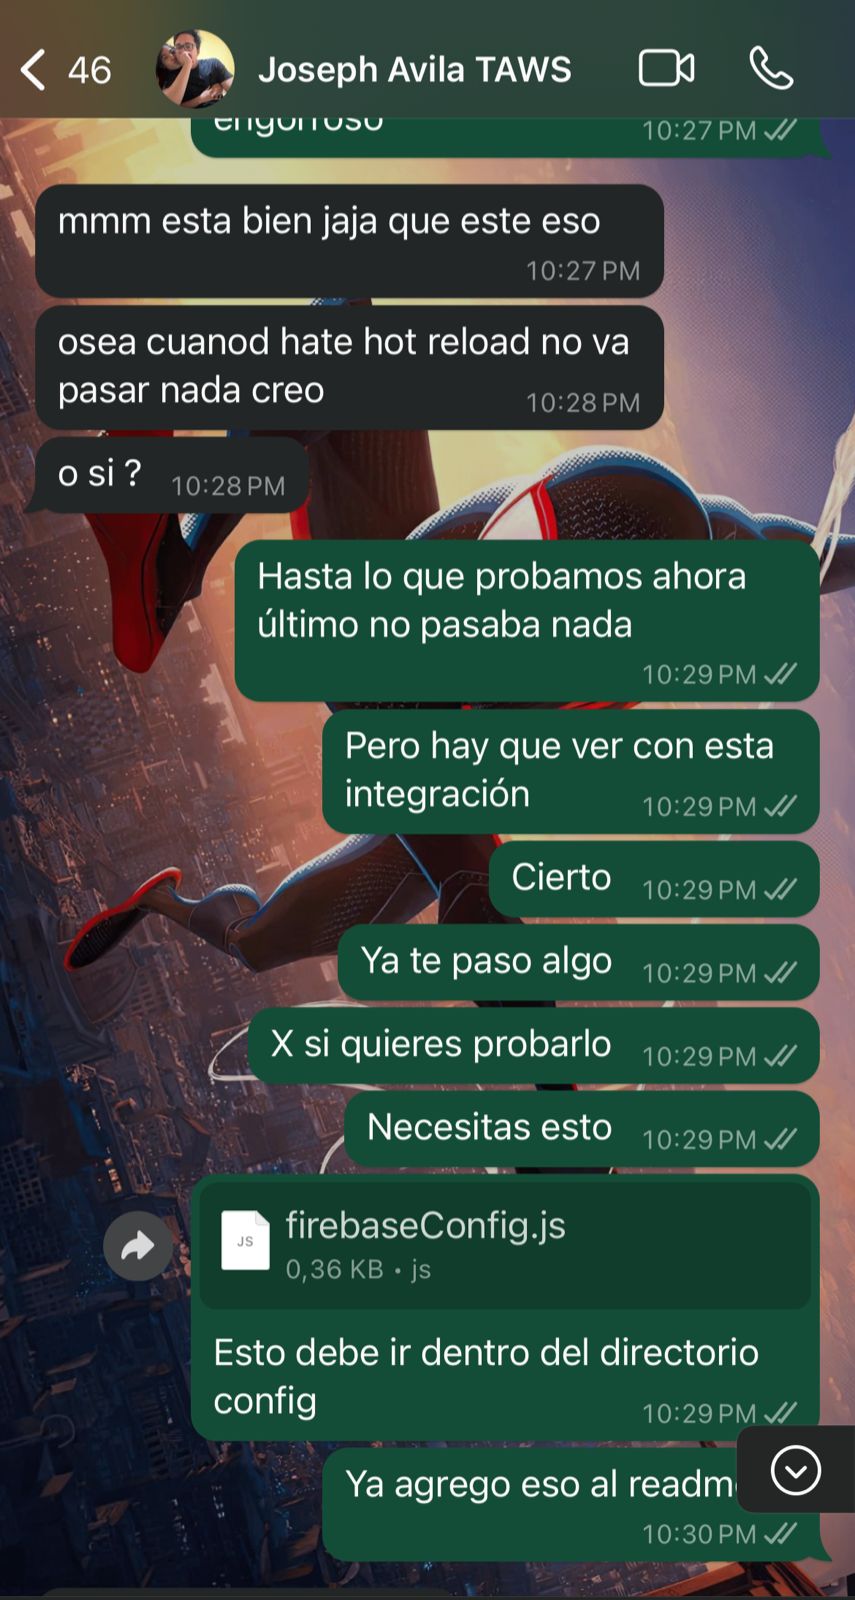 46
Joseph Avila TAWS
engorroso
10:27 PM
mmm esta bien jaja que este eso
10:27 PM
osea cuanod hate hot reload no va
pasar nada creo
10:28 PM
o si ?
10:28 PM
Hasta lo que probamos ahora
último no pasaba nada
10:29 PM
Pero hay que ver con esta
integración
10:29 PM
Cierto
10:29 PM
Ya te paso algo
10:29 PM
X si quieres probarlo
10:29 PM
Necesitas esto
10:29 PM
JS
firebaseConfig.js
0,36 KB • js
Esto debe ir dentro del directorio
config
10:29 PM
Ya agrego eso al readm
10:30 PM